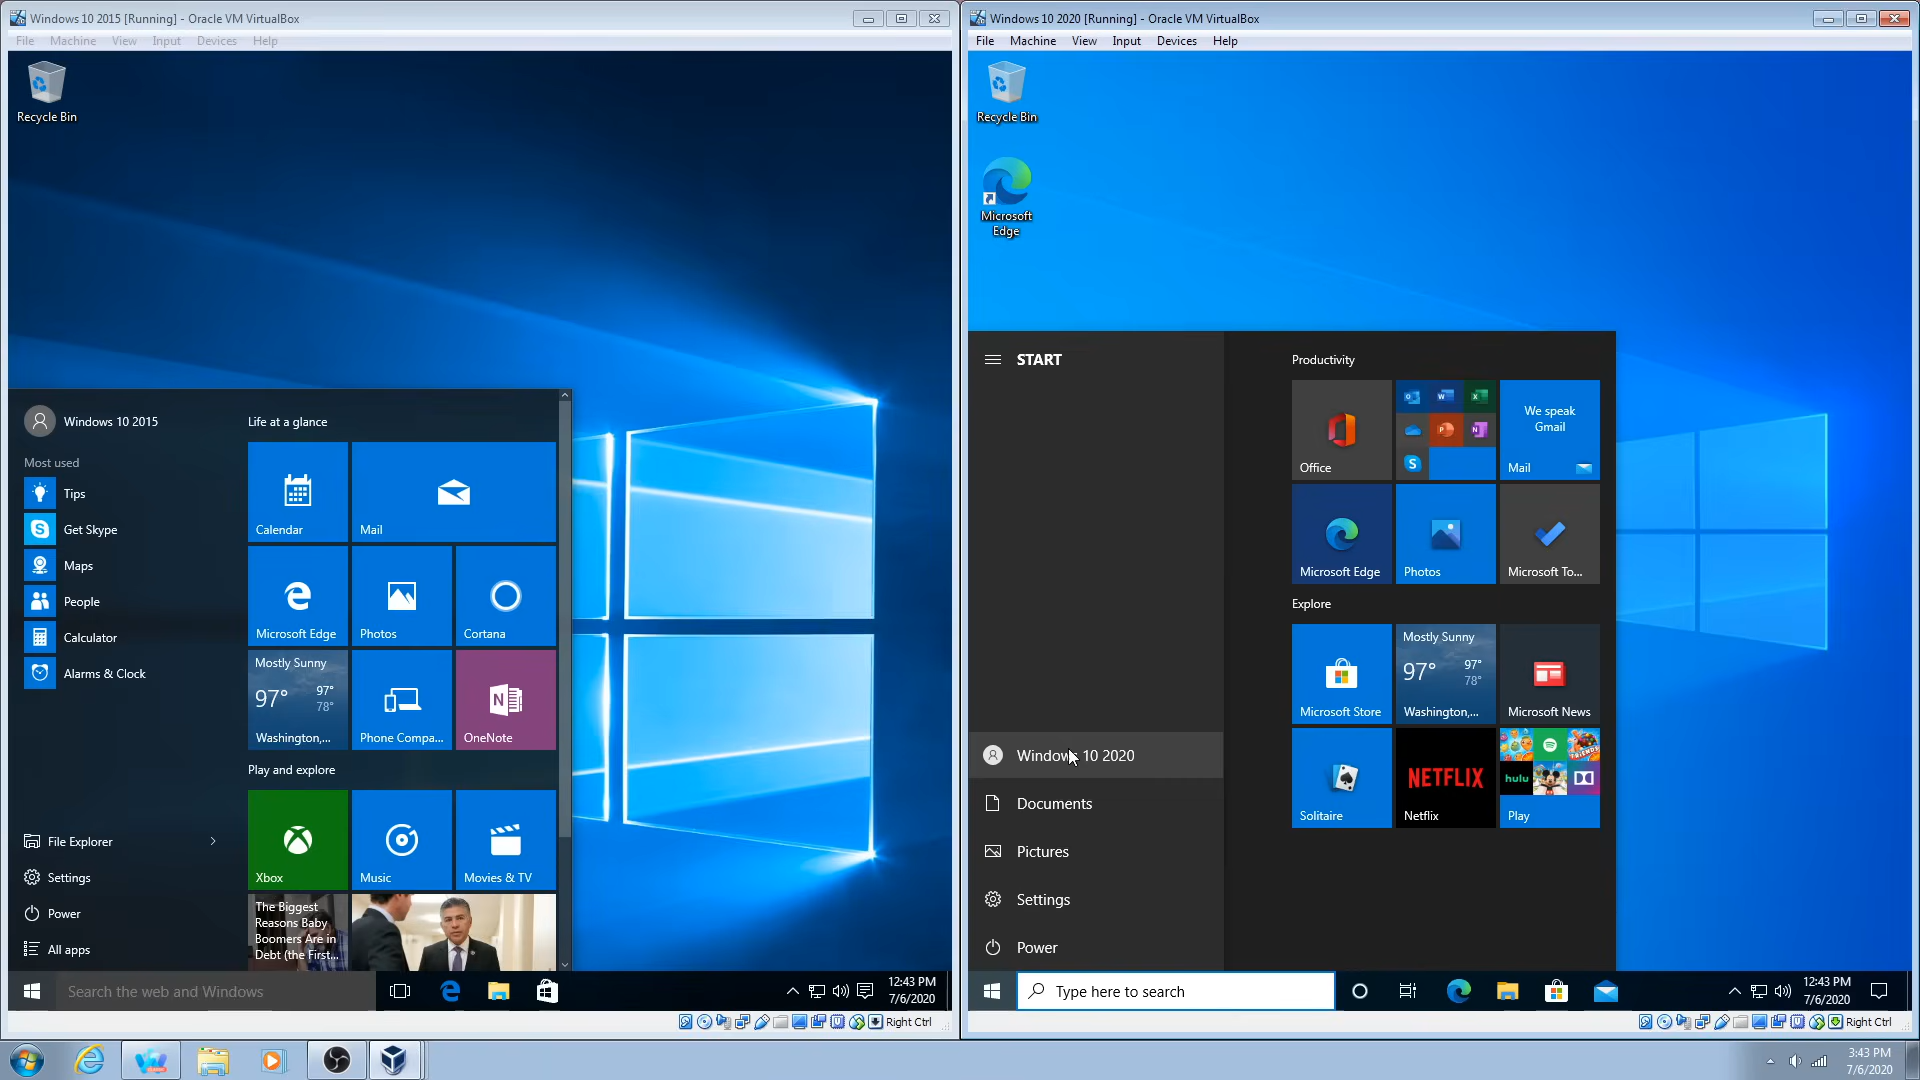 Windows 10 2015 [Running] - Oracle VM VirtualBox
File Machine View Input Devices Help
Recycle Bin
Windows 10 2015
Most used
Tips
Get Skype
Maps
People
Calculator
Alarms & Clock
File Explorer
Settings
Power
All apps
Life at a glance
Calendar
Mail
Microsoft Edge
Photos
Cortana
Mostly Sunny
97°
97°
78°
Washington,...
Phone Compa...
N
OneNote
Play and explore
Xbox
Music
Movies & TV
The Biggest
Reasons Baby
Boomers Are in
Debt (the First...
Search the web and Windows
12:43 PM
7/6/2020
Right Ctrl
Windows 10 2020 [Running] - Oracle VM VirtualBox
File Machine View Input Devices Help
Recycle Bin
Microsoft
Edge
START
Windows 10 2020
Documents
Pictures
Settings
Power
Productivity
Office
We speak
Gmail
Mail
Microsoft Edge
Photos
Microsoft To...
Explore
Microsoft Store
Mostly Sunny
97°
97°
78°
Washington,...
Microsoft News
Solitaire
NETFLIX
Netflix
hulu
Play
Type here to search
12:43 PM
7/6/2020
Right Ctrl
3:43 PM
7/6/2020